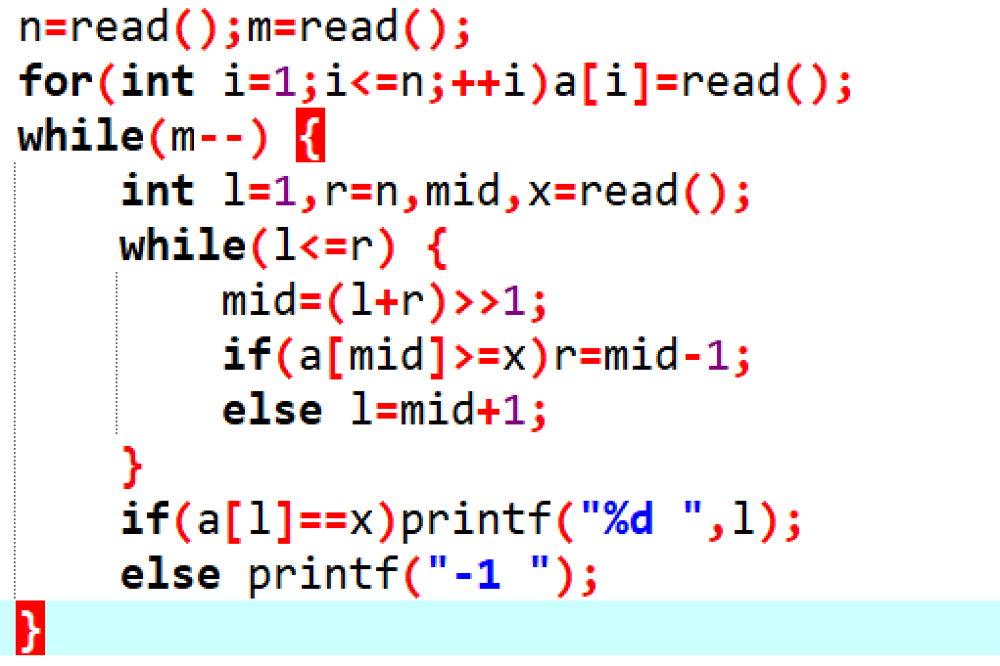 n=read();m=read();
for(int i=1;i<=n;++i)a[i]=read();
while(m--) {
int l=1,r=n,mid,x=read();
while(l<=r) {
mid=(l+r)>>1;
if(a[mid]>=x)r=mid-1;
else l=mid+1;
}
if(a[l]==x)printf("%d ",l);
else printf("-1 ");
}